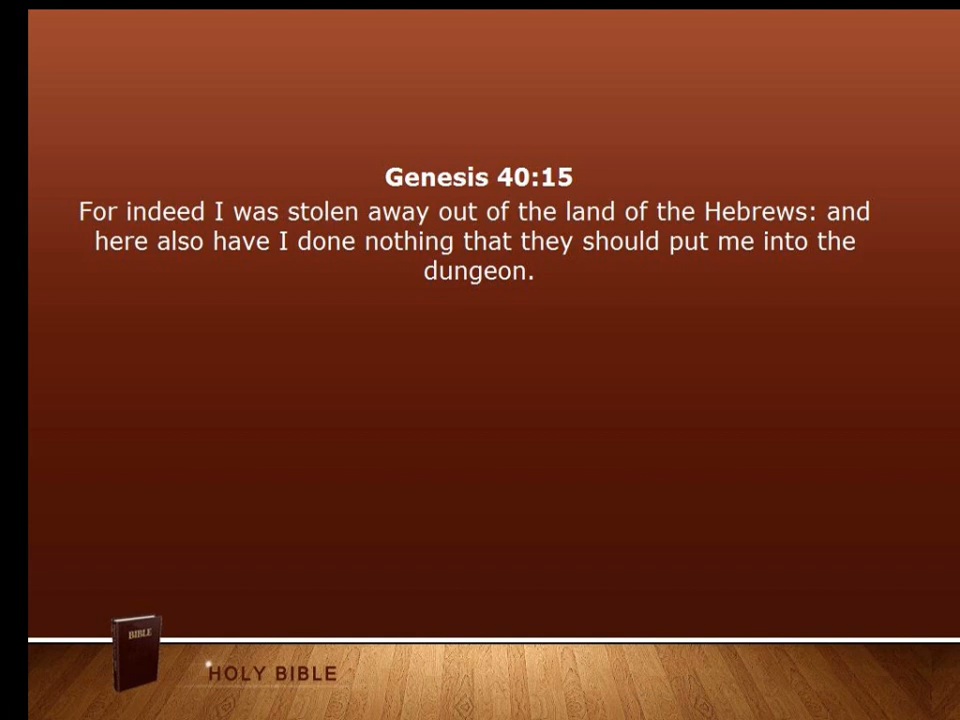 Genesis 40:15
For indeed I was stolen away out of the land of the Hebrews: and
here also have I done nothing that they should put me into the
dungeon.
BIBLE
HOLY BIBLE